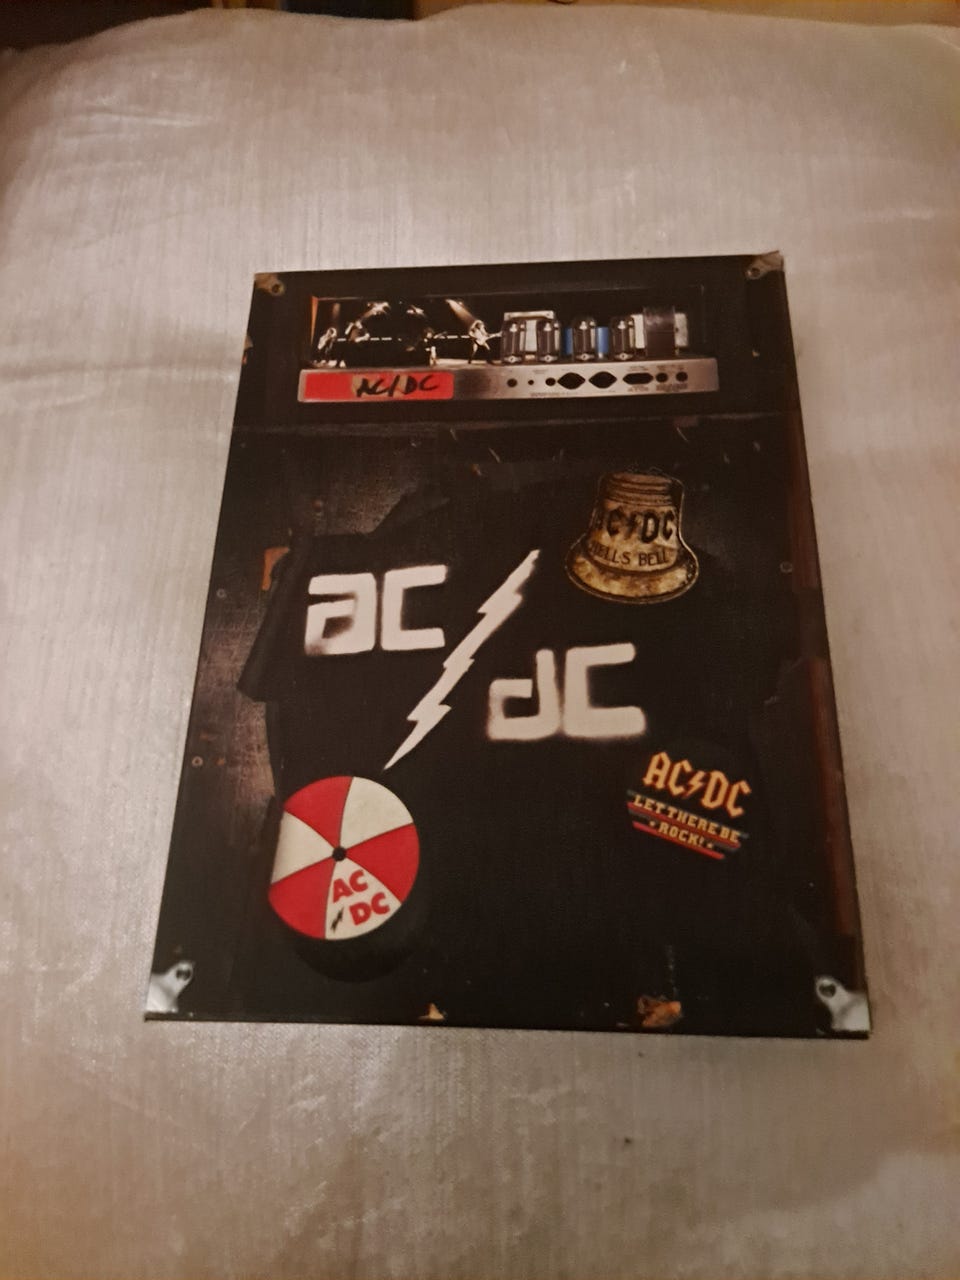 AC/DC
AC⚡DC
HELLS BELL
aC⚡dC
AC⚡DC
LET THERE BE
ROCK!
AC
⚡DC